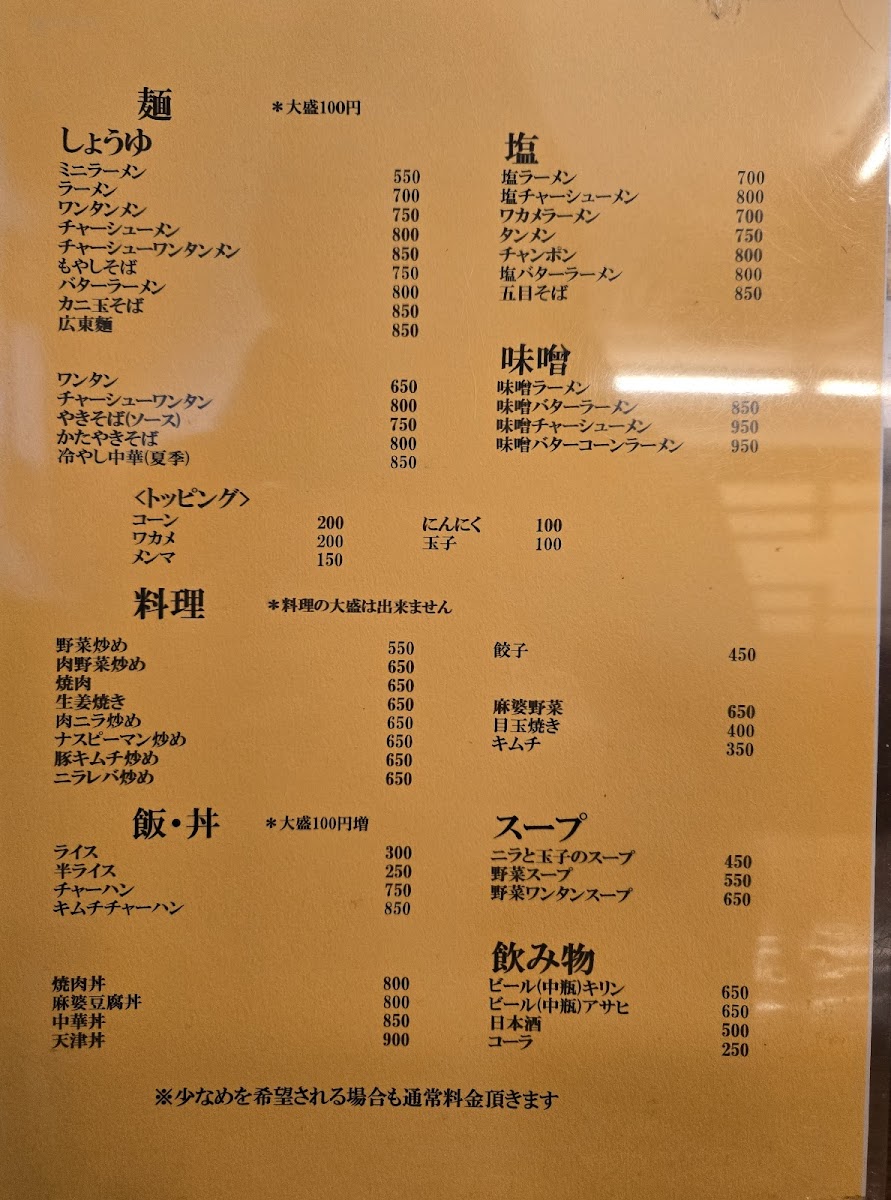 麺 ＊大盛100円
しょうゆ
ミニラーメン 550
ラーメン 700
ワンタンメン 750
チャーシューメン 800
チャーシューワンタンメン 850
もやしそば 750
バターラーメン 800
カニ玉そば 850
広東麺 850
ワンタン 650
チャーシューワンタン 800
やきそば(ソース) 750
かたやきそば 800
冷やし中華(夏季) 850
塩
塩ラーメン 700
塩チャーシューメン 800
ワカメラーメン 700
タンメン 750
チャンポン 800
塩バターラーメン 800
五目そば 850
味噌
味噌ラーメン
味噌バターラーメン 850
味噌チャーシューメン 950
味噌バターコーンラーメン 950
〈トッピング〉
コーン 200
ワカメ 200
メンマ 150
にんにく 100
玉子 100
料理 ＊料理の大盛は出来ません
野菜炒め 550
肉野菜炒め 650
焼肉 650
生姜焼き 650
肉ニラ炒め 650
ナスピーマン炒め 650
豚キムチ炒め 650
ニラレバ炒め 650
餃子 450
麻婆野菜 650
目玉焼き 400
キムチ 350
飯・丼 ＊大盛100円増
ライス 300
半ライス 250
チャーハン 750
キムチチャーハン 850
焼肉丼 800
麻婆豆腐丼 800
中華丼 850
天津丼 900
スープ
ニラと玉子のスープ 450
野菜スープ 550
野菜ワンタンスープ 650
飲み物
ビール(中瓶)キリン 650
ビール(中瓶)アサヒ 650
日本酒 500
コーラ 250
※少なめを希望される場合も通常料金頂きます